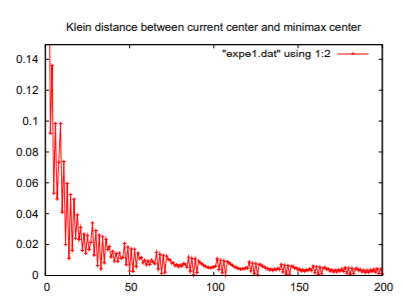 Klein distance between current center and minimax center
"expe1.dat" using 1:2
0.14
0.12
0.1
0.08
0.06
0.04
0.02
0
0 50 100 150 200